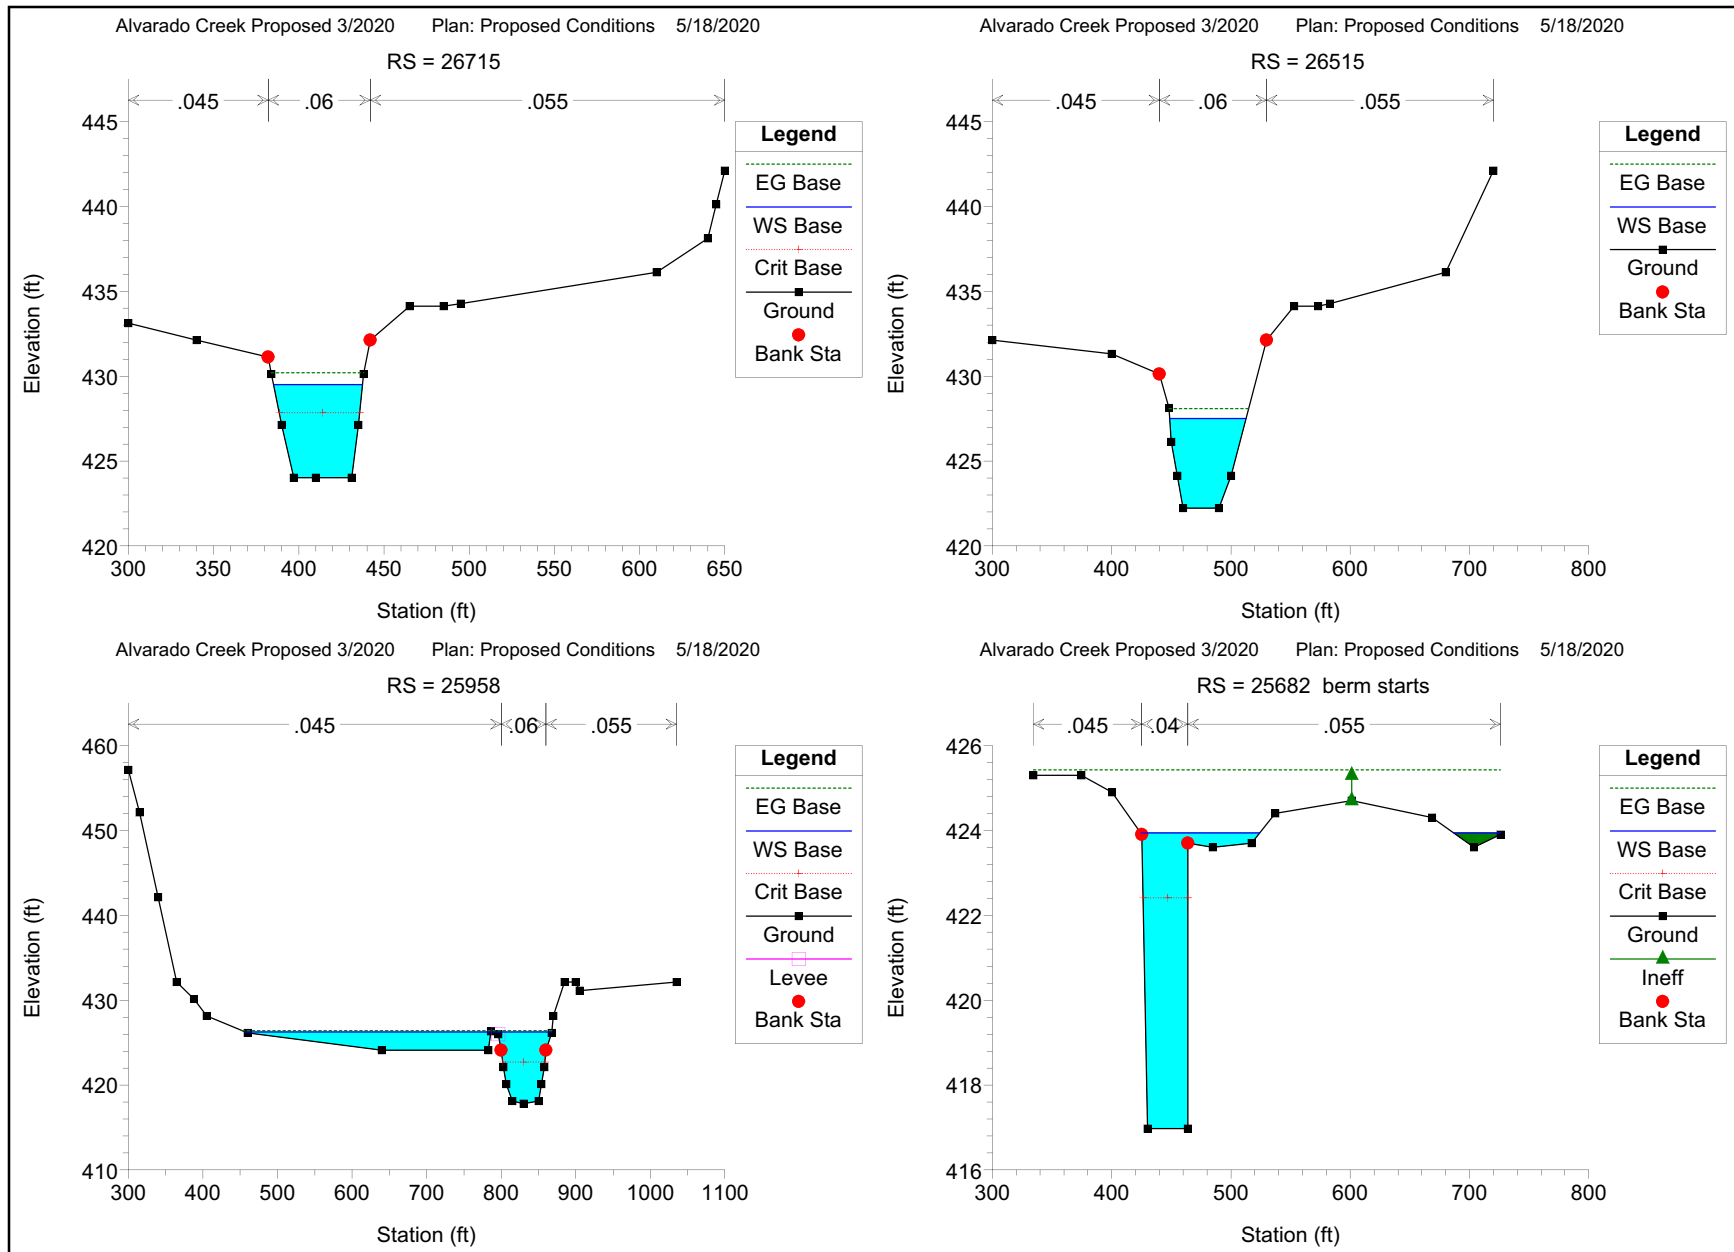 Alvarado Creek Proposed 3/2020 Plan: Proposed Conditions 5/18/2020
RS = 26715
.045 .06 .055
445
440
435
430
425
420
Elevation (ft)
300 350 400 450 500 550 600 650
Station (ft)
Legend
EG Base
WS Base
Crit Base
Ground
Bank Sta
Alvarado Creek Proposed 3/2020 Plan: Proposed Conditions 5/18/2020
RS = 26515
.045 .06 .055
445
440
435
430
425
420
Elevation (ft)
300 400 500 600 700 800
Station (ft)
Legend
EG Base
WS Base
Ground
Bank Sta
Alvarado Creek Proposed 3/2020 Plan: Proposed Conditions 5/18/2020
RS = 25958
.045 .06 .055
460
450
440
430
420
410
Elevation (ft)
300 400 500 600 700 800 900 1000 1100
Station (ft)
Legend
EG Base
WS Base
Crit Base
Ground
Levee
Bank Sta
Alvarado Creek Proposed 3/2020 Plan: Proposed Conditions 5/18/2020
RS = 25682 berm starts
.045 .04 .055
426
424
422
420
418
416
Elevation (ft)
300 400 500 600 700 800
Station (ft)
Legend
EG Base
WS Base
Crit Base
Ground
Ineff
Bank Sta